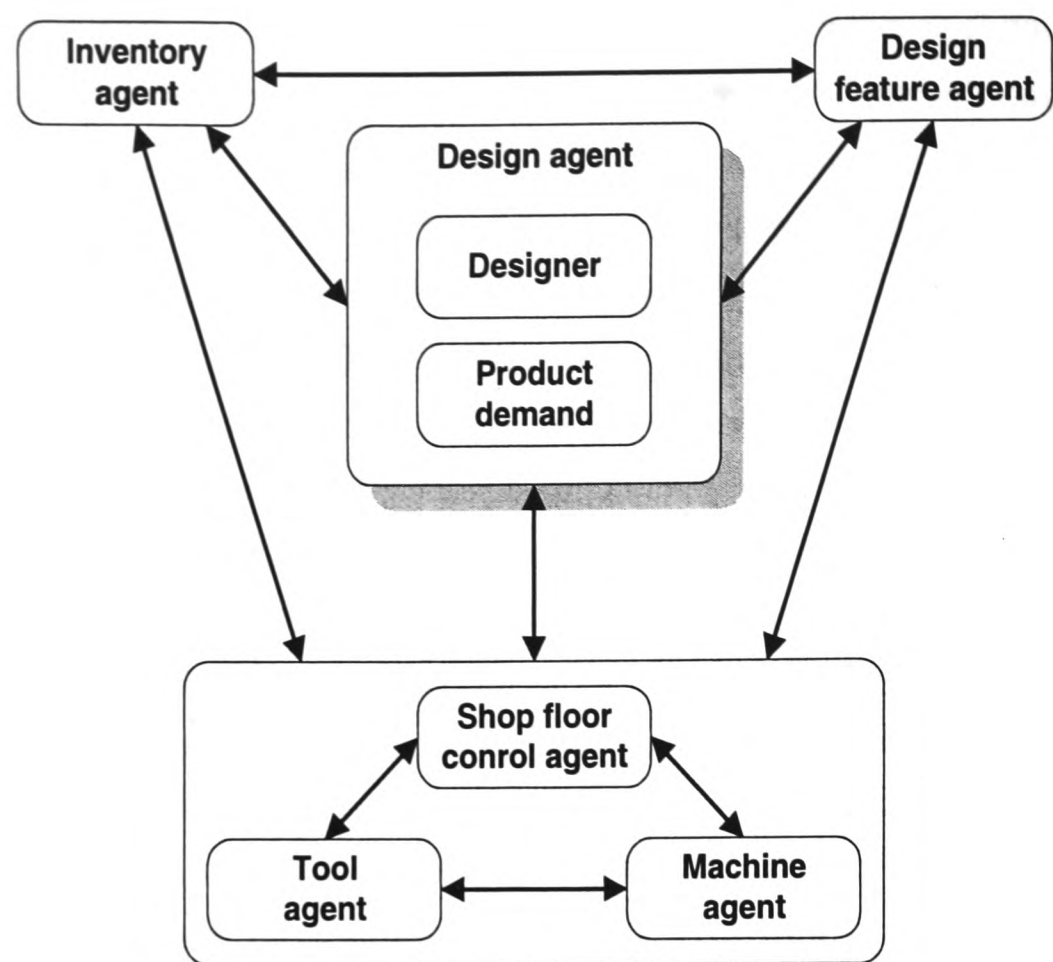 Inventory
agent
Design
feature agent
Design agent
Designer
Product
demand
Shop floor
conrol agent
Tool
agent
Machine
agent